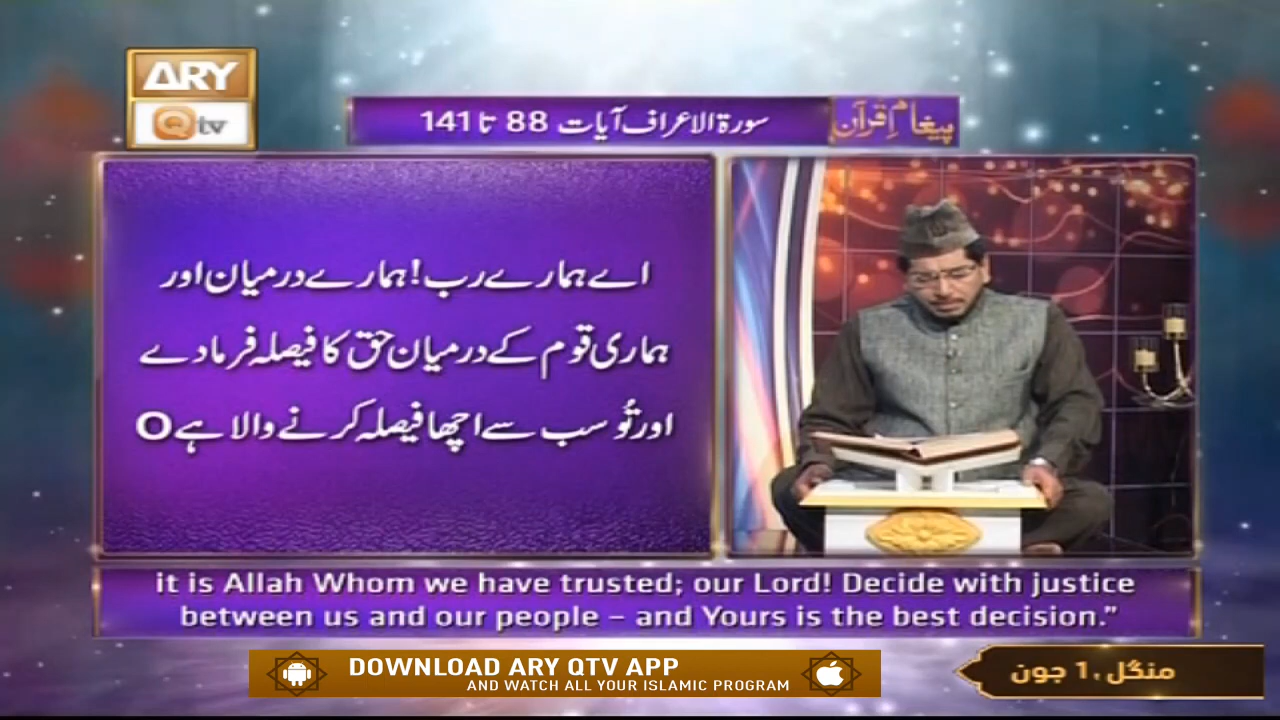 ARY
Qtv
پیغامِ قرآن
سورۃ الاعراف آیات 88 تا 141
اے ہمارے رب! ہمارے درمیان اور
ہماری قوم کے درمیان حق کا فیصلہ فرمادے
اور تُو سب سے اچھا فیصلہ کرنے والا ہے O
it is Allah Whom we have trusted; our Lord! Decide with justice
between us and our people – and Yours is the best decision.”
DOWNLOAD ARY QTV APP
AND WATCH ALL YOUR ISLAMIC PROGRAM
منگل، 1 جون